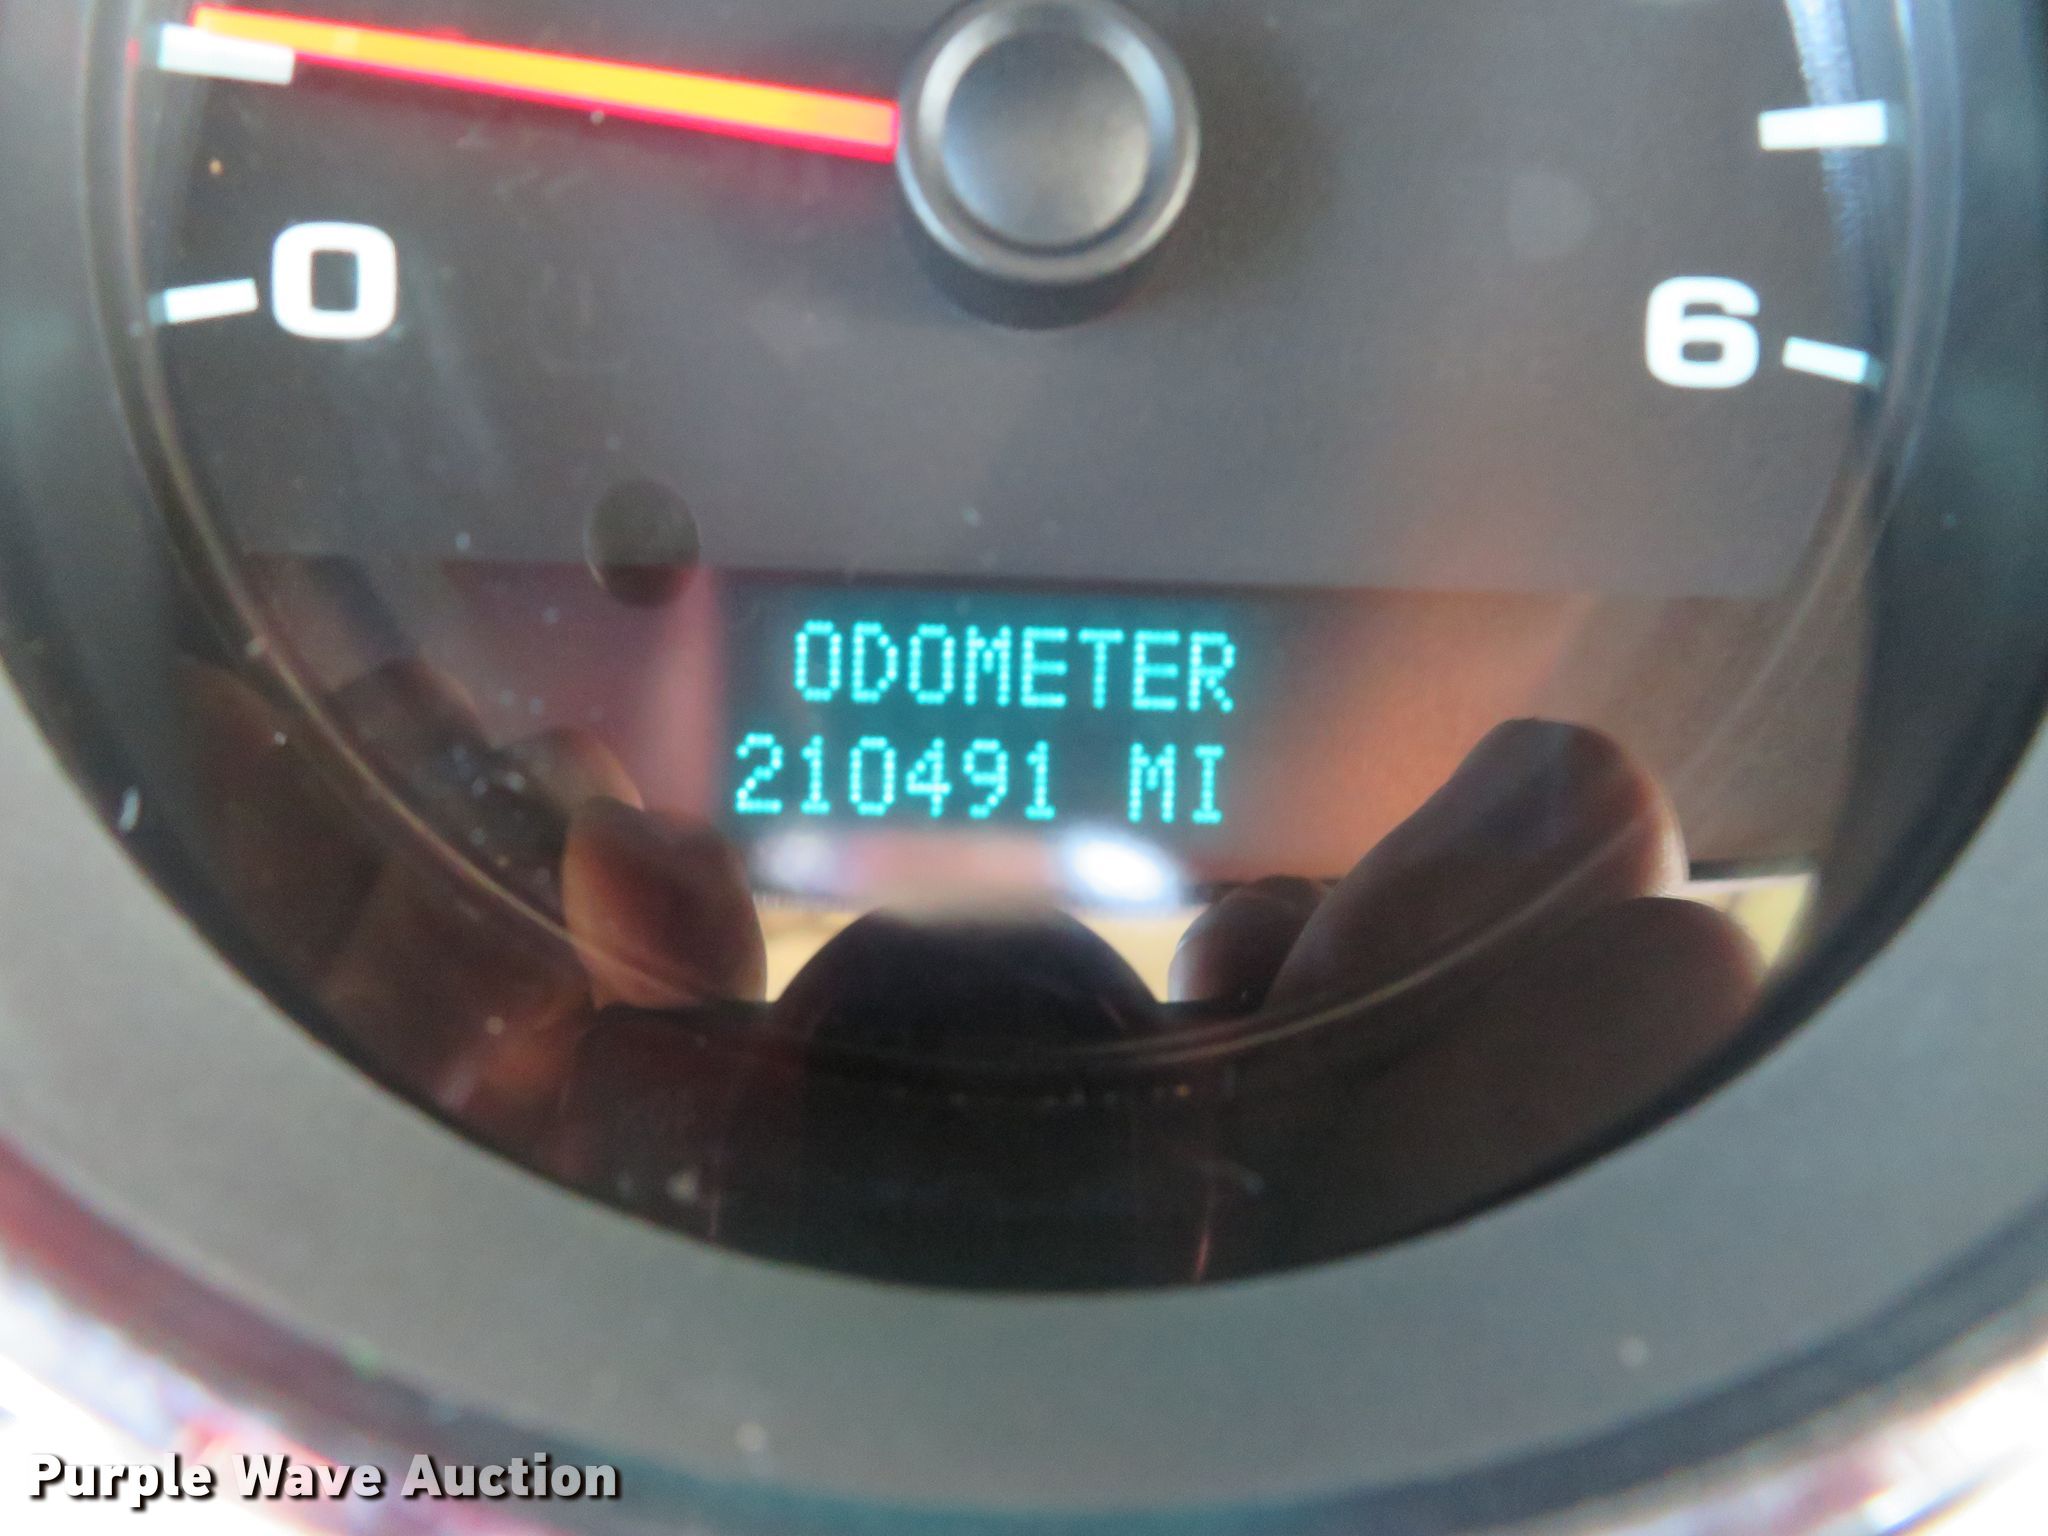 0
6
ODOMETER
210491 MI
Purple Wave Auction